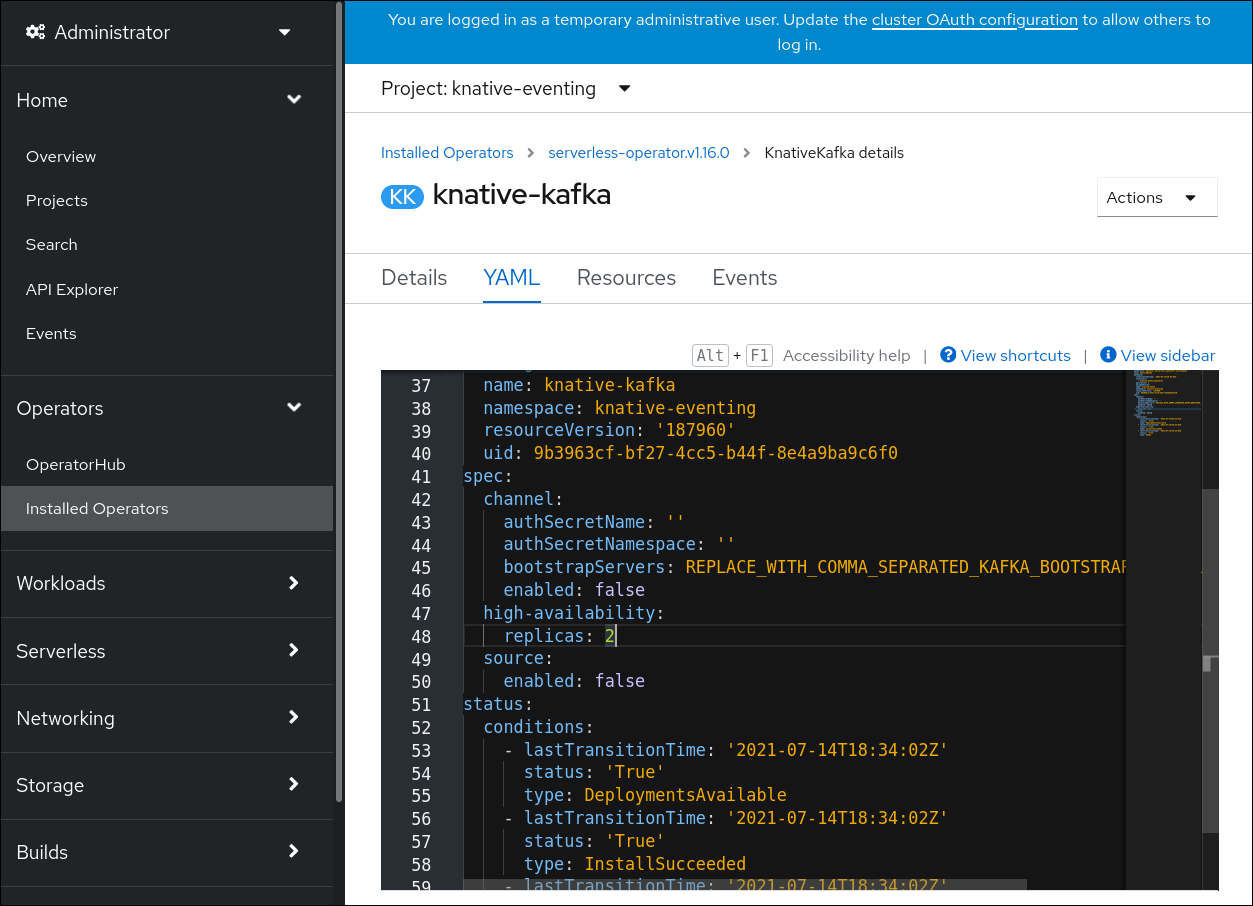 Administrator
Home
Overview
Projects
Search
API Explorer
Events
Operators
OperatorHub
Installed Operators
Workloads
Serverless
Networking
Storage
Builds
You are logged in as a temporary administrative user. Update the cluster OAuth configuration to allow others to
log in.
Project: knative-eventing
Installed Operators > serverless-operator.v1.16.0 > KnativeKafka details
KK knative-kafka
Actions
Details YAML Resources Events
Alt + F1 Accessibility help | View shortcuts | View sidebar
37 name: knative-kafka
38 namespace: knative-eventing
39 resourceVersion: '187960'
40 uid: 9b3963cf-bf27-4cc5-b44f-8e4a9ba9c6f0
41 spec:
42 channel:
43 authSecretName: ''
44 authSecretNamespace: ''
45 bootstrapServers: REPLACE_WITH_COMMA_SEPARATED_KAFKA_BOOTSTRAP
46 enabled: false
47 high-availability:
48 replicas: 2
49 source:
50 enabled: false
51 status:
52 conditions:
53 - lastTransitionTime: '2021-07-14T18:34:02Z'
54 status: 'True'
55 type: DeploymentsAvailable
56 - lastTransitionTime: '2021-07-14T18:34:02Z'
57 status: 'True'
58 type: InstallSucceeded
59 - lastTransitionTime: '2021-07-14T18:34:02Z'